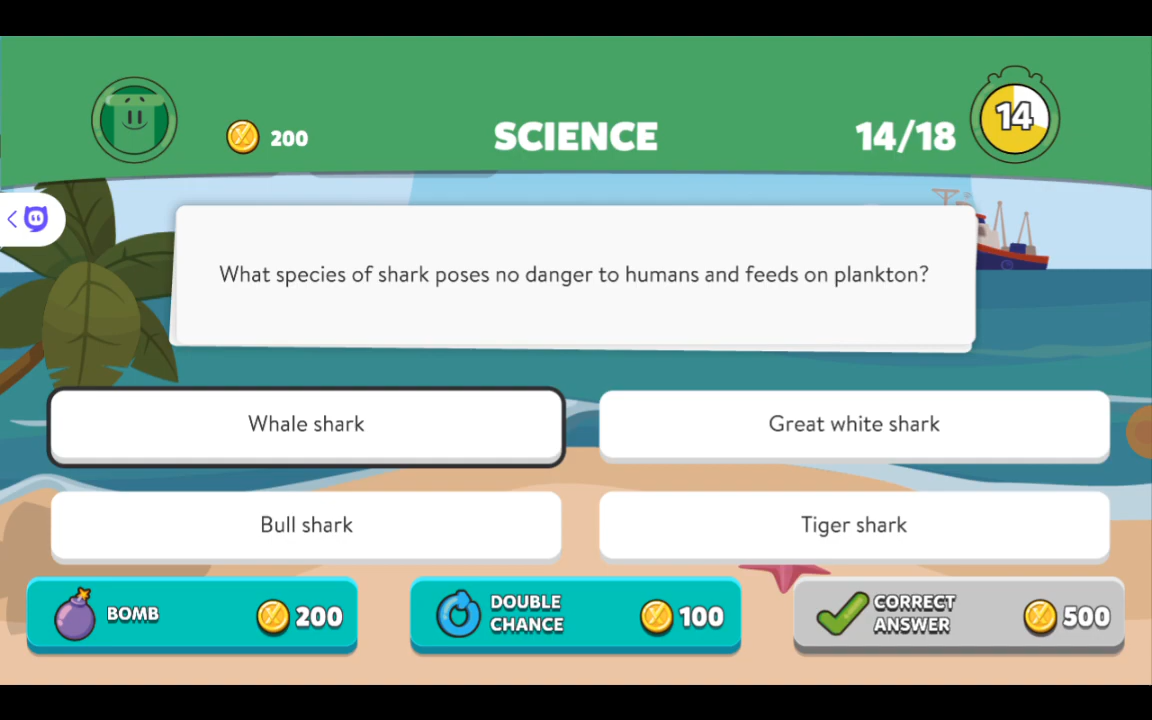 200
SCIENCE
14/18
14
What species of shark poses no danger to humans and feeds on plankton?
Whale shark
Great white shark
Bull shark
Tiger shark
BOMB
200
DOUBLE
CHANCE
100
CORRECT
ANSWER
500